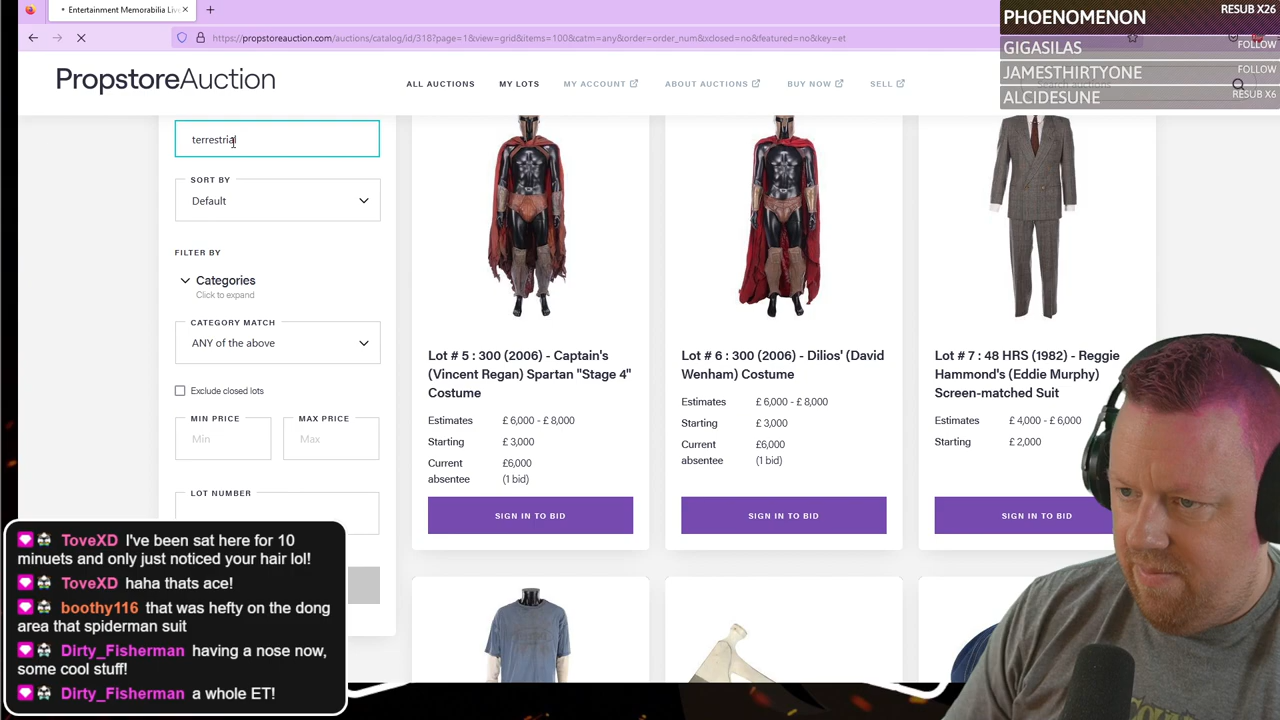 Entertainment Memorabilia Live
https://propstoreauction.com/auctions/catalog/id/318?page=1&view=grid&items=100&catm=any&order=order_num&xclosed=no&featured=no&key=et
PHOENOMENON RESUB X26
GIGASILAS FOLLOW
JAMESTHIRTYONE FOLLOW
ALCIDESUNE RESUB X6
PropstoreAuction
ALL AUCTIONS
MY LOTS
MY ACCOUNT
ABOUT AUCTIONS
BUY NOW
SELL
terrestrial
SORT BY
Default
FILTER BY
Categories
Click to expand
CATEGORY MATCH
ANY of the above
Exclude closed lots
MIN PRICE MAX PRICE
Min Max
LOT NUMBER
Lot # 5 : 300 (2006) - Captain's
(Vincent Regan) Spartan "Stage 4"
Costume
Estimates £ 6,000 - £ 8,000
Starting £ 3,000
Current £6,000
absentee (1 bid)
SIGN IN TO BID
Lot # 6 : 300 (2006) - Dilios' (David
Wenham) Costume
Estimates £ 6,000 - £ 8,000
Starting £ 3,000
Current £6,000
absentee (1 bid)
SIGN IN TO BID
Lot # 7 : 48 HRS (1982) - Reggie
Hammond's (Eddie Murphy)
Screen-matched Suit
Estimates £ 4,000 - £ 6,000
Starting £ 2,000
SIGN IN TO BID
ToveXD I've been sat here for 10
minuets and only just noticed your hair lol!
ToveXD haha thats ace!
boothy116 that was hefty on the dong
area that spiderman suit
Dirty_Fisherman having a nose now,
some cool stuff!
Dirty_Fisherman a whole ET!